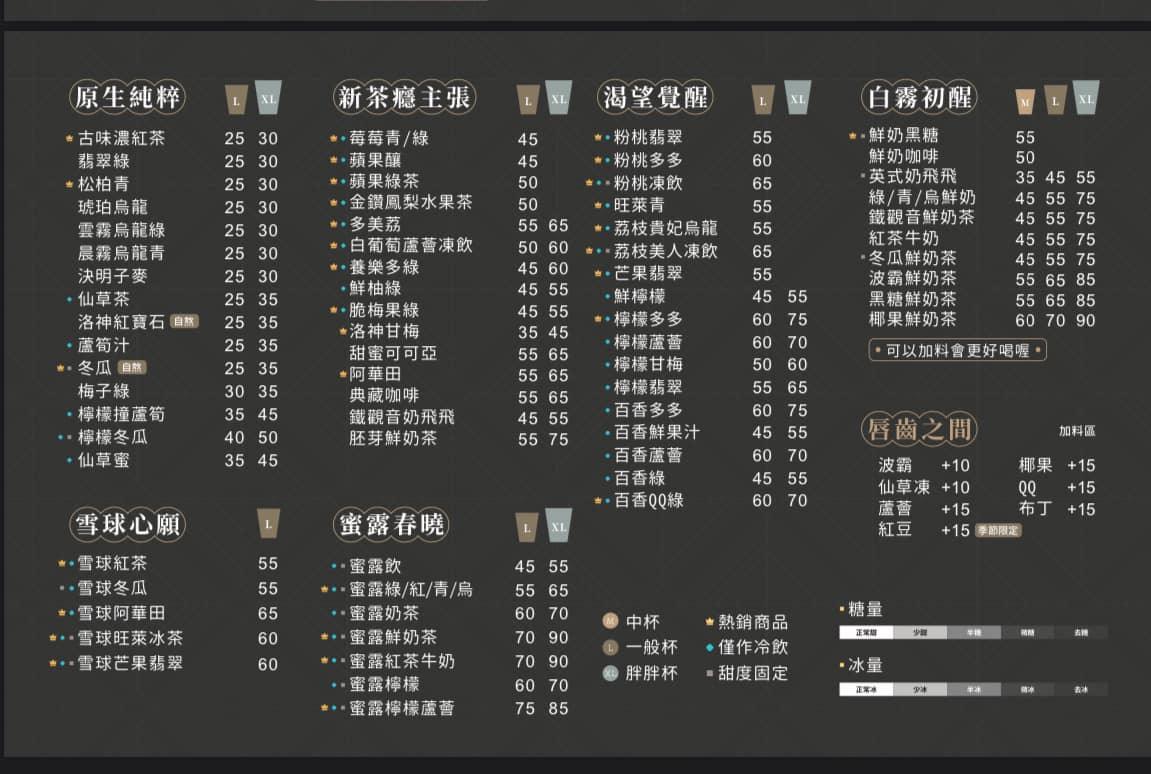 原生純粹 L XL
古味濃紅茶 25 30
翡翠綠 25 30
松柏青 25 30
琥珀烏龍 25 30
雲霧烏龍綠 25 30
晨霧烏龍青 25 30
決明子麥 25 30
仙草茶 25 35
洛神紅寶石 自熬 25 35
蘆筍汁 25 35
冬瓜 自熬 25 35
梅子綠 30 35
檸檬撞蘆筍 35 45
檸檬冬瓜 40 50
仙草蜜 35 45
雪球心願 L
雪球紅茶 55
雪球冬瓜 55
雪球阿華田 65
雪球旺萊冰茶 60
雪球芒果翡翠 60
新茶癮主張 L XL
莓莓青/綠 45
蘋果釀 45
蘋果綠茶 50
金鑽鳳梨水果茶 50
多美荔 55 65
白葡萄蘆薈凍飲 50 60
養樂多綠 45 60
鮮柚綠 45 55
脆梅果綠 45 55
洛神甘梅 35 45
甜蜜可可亞 55 65
阿華田 55 65
典藏咖啡 55 65
鐵觀音奶飛飛 45 55
胚芽鮮奶茶 55 75
蜜露春曉 L XL
蜜露飲 45 55
蜜露綠/紅/青/烏 55 65
蜜露奶茶 60 70
蜜露鮮奶茶 70 90
蜜露紅茶牛奶 70 90
蜜露檸檬 60 70
蜜露檸檬蘆薈 75 85
渴望覺醒 L XL
粉桃翡翠 55
粉桃多多 60
粉桃凍飲 65
旺萊青 55
荔枝貴妃烏龍 55
荔枝美人凍飲 65
芒果翡翠 55
鮮檸檬 45 55
檸檬多多 60 75
檸檬蘆薈 60 70
檸檬甘梅 50 60
檸檬翡翠 55 65
百香多多 60 75
百香鮮果汁 45 55
百香蘆薈 60 70
百香綠 45 55
百香QQ綠 60 70
M 中杯 熱銷商品
L 一般杯 僅作冷飲
XL 胖胖杯 甜度固定
白霧初醒 M L XL
鮮奶黑糖 55
鮮奶咖啡 50
英式奶飛飛 35 45 55
綠/青/烏鮮奶 45 55 75
鐵觀音鮮奶茶 45 55 75
紅茶牛奶 45 55 75
冬瓜鮮奶茶 45 55 75
波霸鮮奶茶 55 65 85
黑糖鮮奶茶 55 65 85
椰果鮮奶茶 60 70 90
可以加料會更好喝喔
唇齒之間 加料區
波霸 +10 椰果 +15
仙草凍 +10 QQ +15
蘆薈 +15 布丁 +15
紅豆 +15 季節限定
糖量
正常甜 少甜 半糖 微糖 去糖
冰量
正常冰 少冰 半冰 微冰 去冰